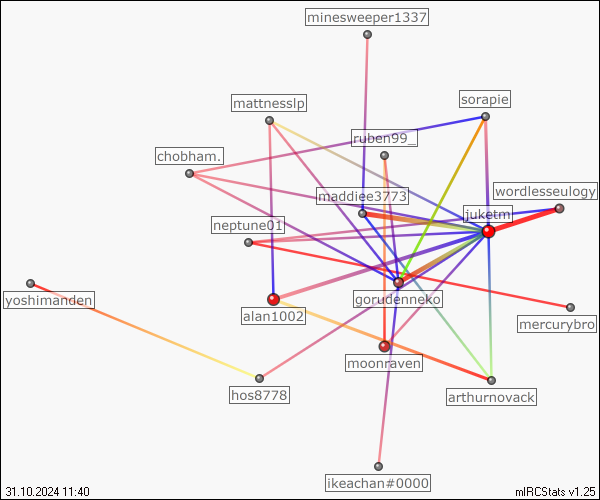 minesweeper1337
mattnesslp
sorapie
ruben99_
chobham.
wordlesseulogy
maddiee3773
juketm
neptune01
yoshimanden
gorudenneko
alan1002
mercurybro
moonraven
hos8778
arthurnovack
ikeachan#0000
31.10.2024 11:40
mIRCStats v1.25